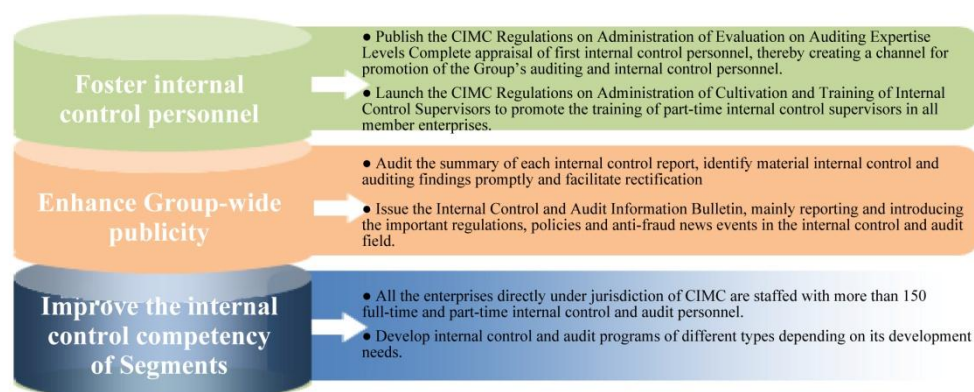 Foster internal
control personnel
● Publish the CIMC Regulations on Administration of Evaluation on Auditing Expertise
Levels Complete appraisal of first internal control personnel, thereby creating a channel for
promotion of the Group's auditing and internal control personnel.
● Launch the CIMC Regulations on Administration of Cultivation and Training of Internal
Control Supervisors to promote the training of part-time internal control supervisors in all
member enterprises.
Enhance Group-wide
publicity
● Audit the summary of each internal control report, identify material internal control and
auditing findings promptly and facilitate rectification
● Issue the Internal Control and Audit Information Bulletin, mainly reporting and introducing
the important regulations, policies and anti-fraud news events in the internal control and audit
field.
Improve the internal
control competency
of Segments
● All the enterprises directly under jurisdiction of CIMC are staffed with more than 150
full-time and part-time internal control and audit personnel.
● Develop internal control and audit programs of different types depending on its development
needs.